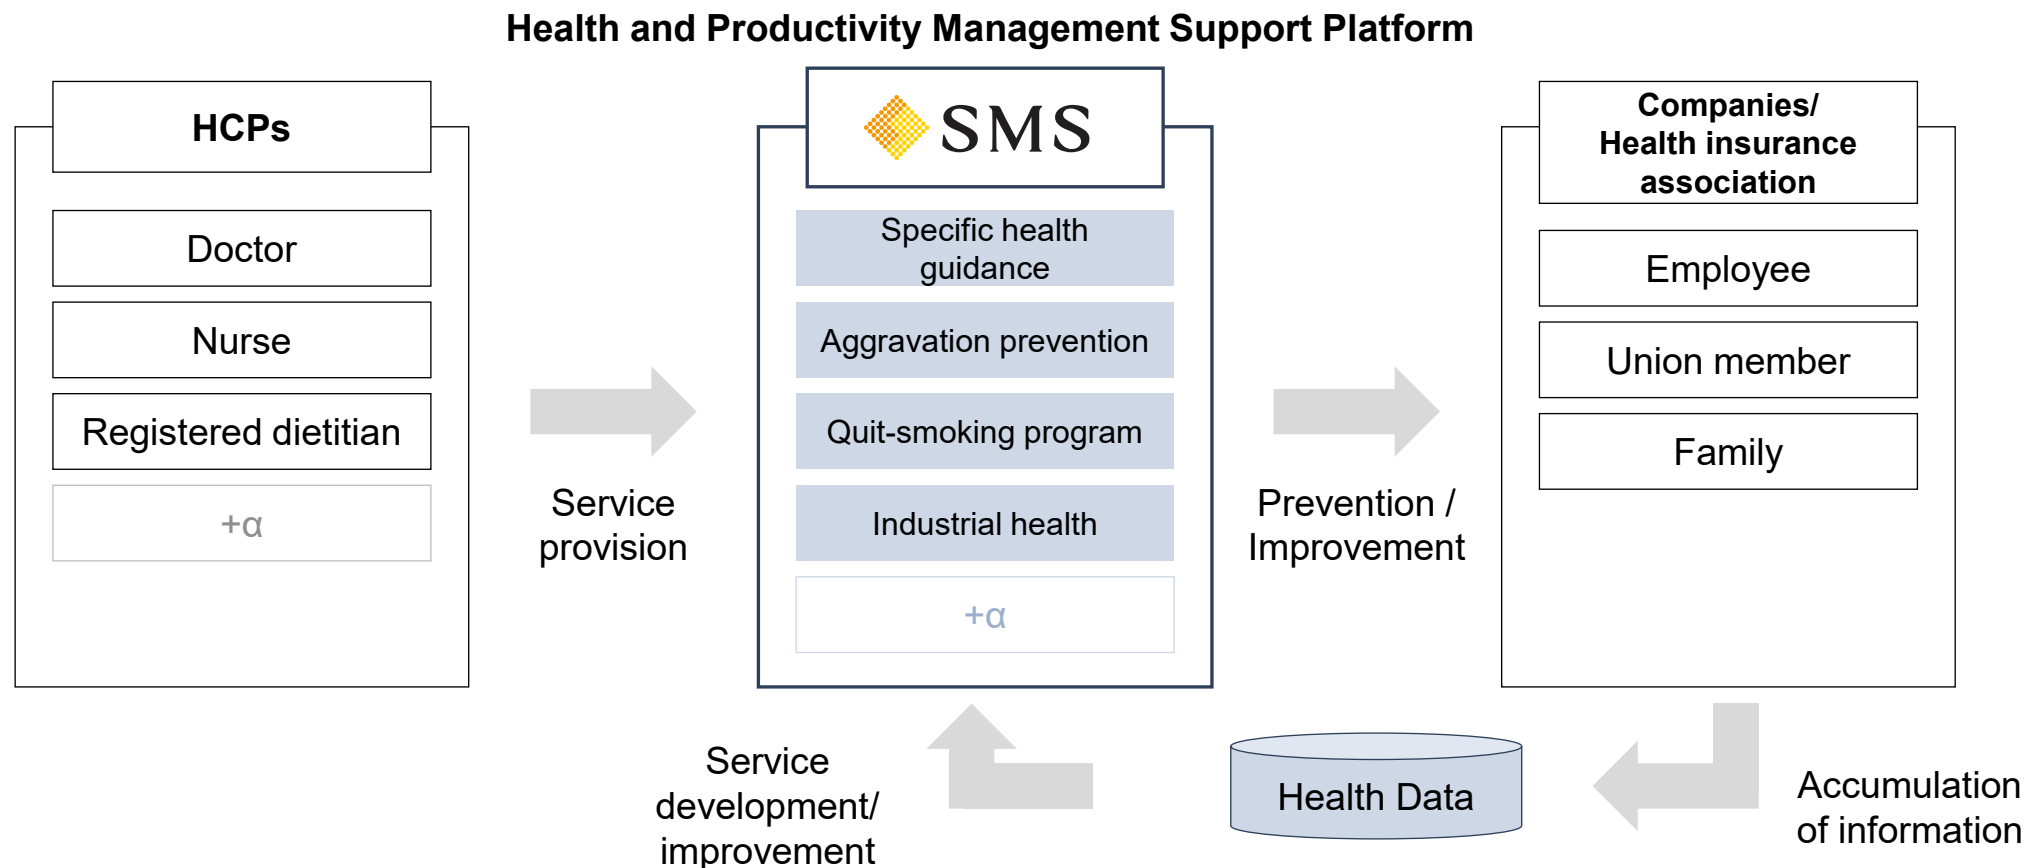 Health and Productivity Management Support Platform
HCPs
Doctor
Nurse
Registered dietitian
+α
Service
provision
SMS
Specific health
guidance
Aggravation prevention
Quit-smoking program
Industrial health
+α
Prevention /
Improvement
Companies/
Health insurance
association
Employee
Union member
Family
Accumulation
of information
Health Data
Service
development/
improvement